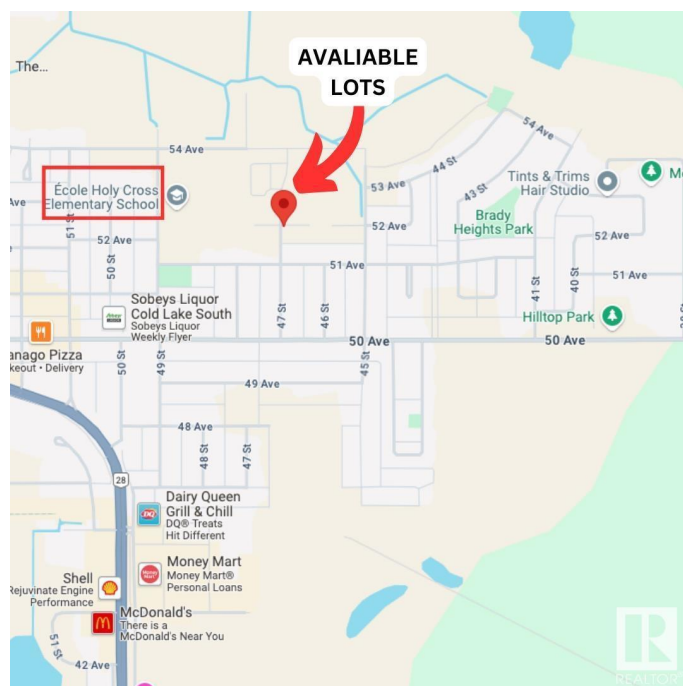 AVALIABLE
LOTS
The...
54 Ave
54 Ave
44 St
École Holy Cross
Elementary School
53 Ave
43 St
Tints & Trims
Hair Studio
51 St
52 Ave
50 St
52 Ave
Brady
Heights Park
52 Ave
51 Ave
51 Ave
41 St
40 St
Sobeys Liquor
Cold Lake South
Sobeys Liquor
Weekly Flyer
47 St
46 St
Hilltop Park
anago Pizza
keout • Delivery
50 St
49 St
50 Ave
50 Ave
45 St
49 Ave
48 Ave
48 St
47 St
28
Dairy Queen
Grill & Chill
DQ® Treats
Hit Different
DQ
Money Mart
Money Mart®
Personal Loans
Shell
Rejuvinate Engine
Performance
McDonald's
There is a
McDonald's Near You
51 St
42 Ave
REALTOR